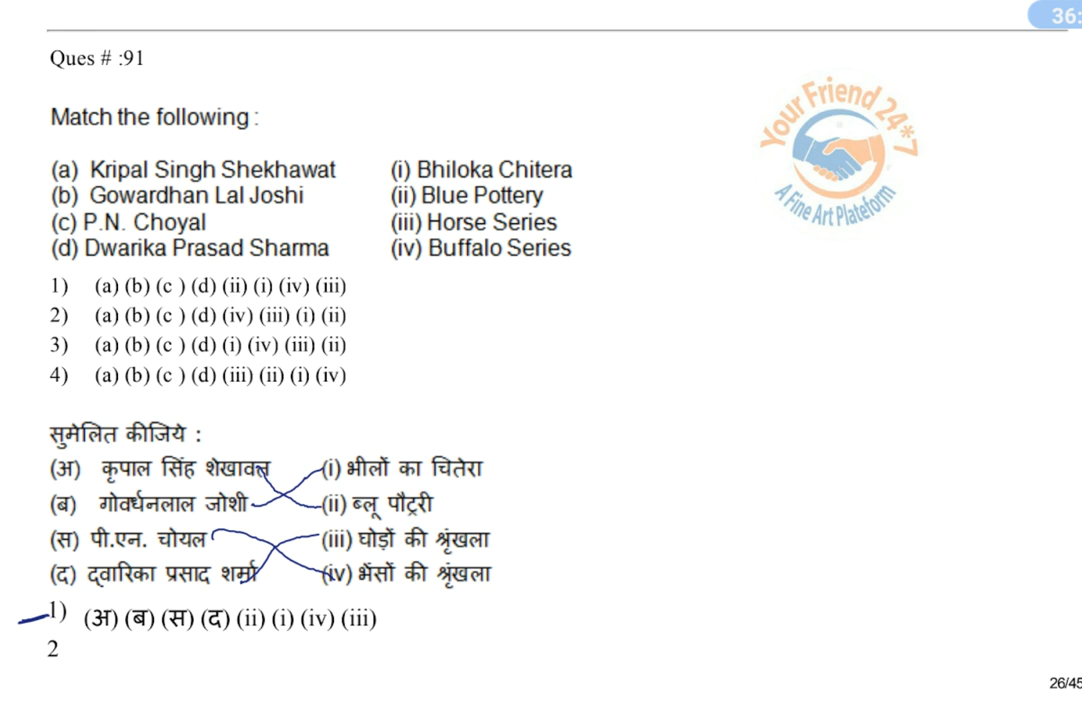 36:
Ques # :91
Your Friend 24*7
A Fine Art Plateform
Match the following :
(a) Kripal Singh Shekhawat (i) Bhiloka Chitera
(b) Gowardhan Lal Joshi (ii) Blue Pottery
(c) P.N. Choyal (iii) Horse Series
(d) Dwarika Prasad Sharma (iv) Buffalo Series
1) (a) (b) (c ) (d) (ii) (i) (iv) (iii)
2) (a) (b) (c ) (d) (iv) (iii) (i) (ii)
3) (a) (b) (c ) (d) (i) (iv) (iii) (ii)
4) (a) (b) (c ) (d) (iii) (ii) (i) (iv)
सुमेलित कीजिये :
(अ) कृपाल सिंह शेखावत (i) भीलों का चितेरा
(ब) गोवर्धनलाल जोशी (ii) ब्लू पौट्ररी
(स) पी.एन. चोयल (iii) घोड़ों की श्रृंखला
(द) द्वारिका प्रसाद शर्मा (iv) भैंसों की श्रृंखला
1) (अ) (ब) (स) (द) (ii) (i) (iv) (iii)
2
26/45